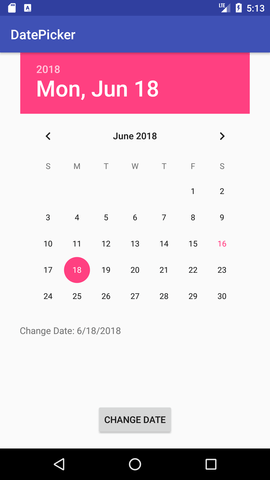 LTE 5:13
DatePicker
2018
Mon, Jun 18
June 2018
S M T W T F S
1 2
3 4 5 6 7 8 9
10 11 12 13 14 15 16
17 18 19 20 21 22 23
24 25 26 27 28 29 30
Change Date: 6/18/2018
CHANGE DATE